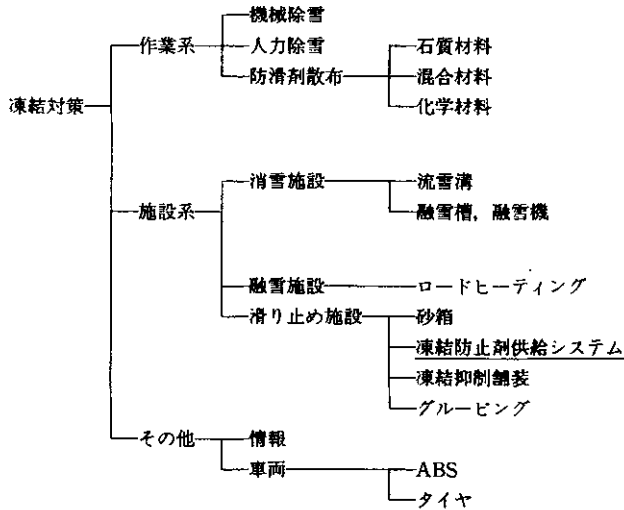 機械除雪
作業系 人力除雪 石質材料
防滑剤散布 混合材料
凍結対策 化学材料
消雪施設 流雪溝
施設系 融雪槽，融雪機
融雪施設 ロードヒーティング
滑り止め施設 砂箱
凍結防止剤供給システム
凍結抑制舗装
グルービング
その他 情報
車両 ABS
タイヤ